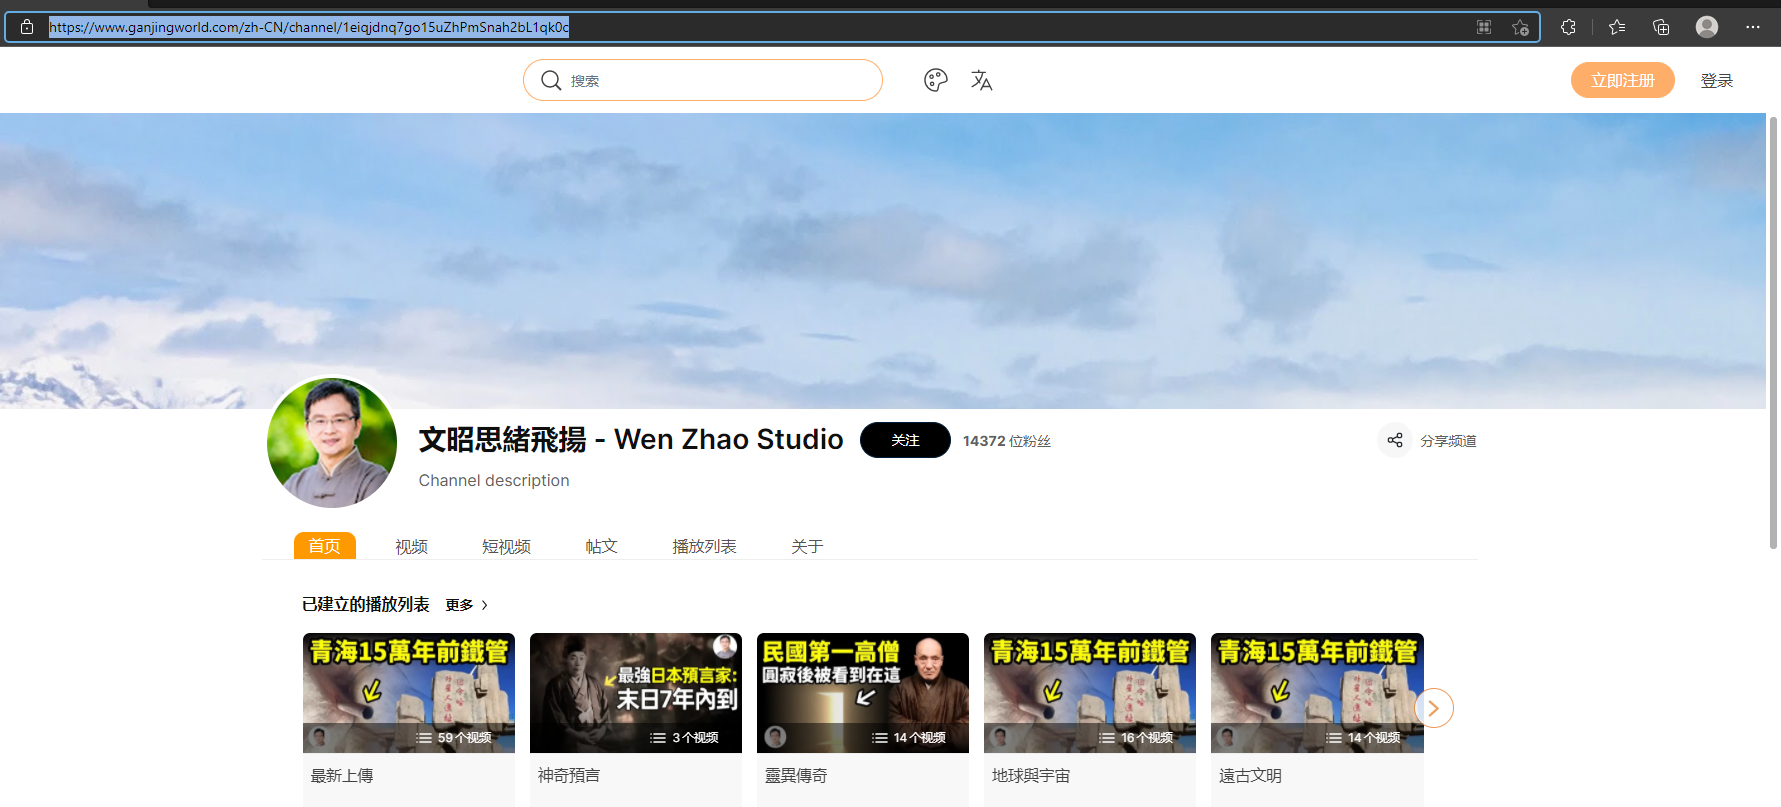 https://www.ganjingworld.com/zh-CN/channel/1eiqjdnq7go15uZhPmSnah2bL1qk0c
搜索
立即注册
登录
文昭思緒飛揚 - Wen Zhao Studio
关注
14372 位粉丝
分享频道
Channel description
首页
视频
短视频
帖文
播放列表
关于
已建立的播放列表
更多
青海15萬年前鐵管
59个视频
最新上傳
最強日本預言家:
末日7年內到
3个视频
神奇預言
民國第一高僧
圓寂後被看到在這
14个视频
靈異傳奇
青海15萬年前鐵管
16个视频
地球與宇宙
青海15萬年前鐵管
14个视频
遠古文明